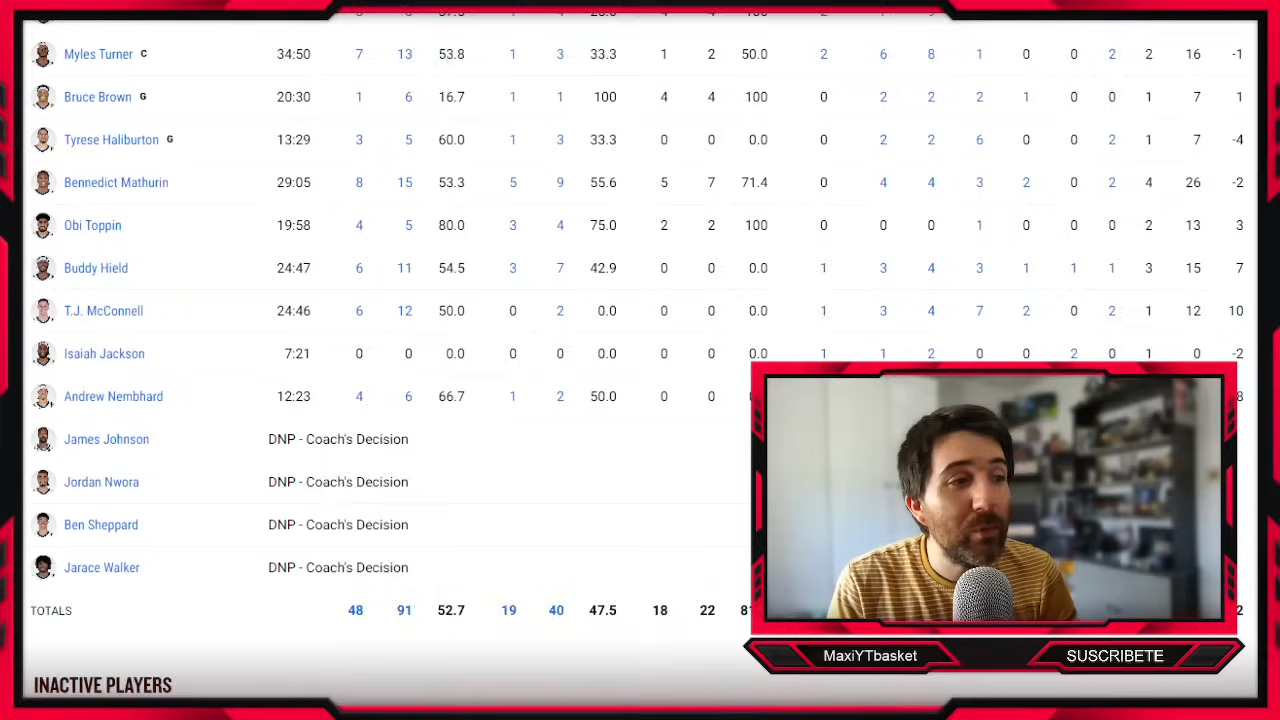 Myles Turner C 34:50 7 13 53.8 1 3 33.3 1 2 50.0 2 6 8 1 0 0 2 2 16 -1
Bruce Brown G 20:30 1 6 16.7 1 1 100 4 4 100 0 2 2 2 1 0 0 1 7 1
Tyrese Haliburton G 13:29 3 5 60.0 1 3 33.3 0 0 0.0 0 2 2 6 0 0 2 1 7 -4
Bennedict Mathurin 29:05 8 15 53.3 5 9 55.6 5 7 71.4 0 4 4 3 2 0 2 4 26 -2
Obi Toppin 19:58 4 5 80.0 3 4 75.0 2 2 100 0 0 0 1 0 0 0 2 13 3
Buddy Hield 24:47 6 11 54.5 3 7 42.9 0 0 0.0 1 3 4 3 1 1 1 3 15 7
T.J. McConnell 24:46 6 12 50.0 0 2 0.0 0 0 0.0 1 3 4 7 2 0 2 1 12 10
Isaiah Jackson 7:21 0 0 0.0 0 0 0.0 0 0 0.0 1 1 2 0 0 2 0 1 0 -2
Andrew Nembhard 12:23 4 6 66.7 1 2 50.0 0 0
James Johnson DNP - Coach's Decision
Jordan Nwora DNP - Coach's Decision
Ben Sheppard DNP - Coach's Decision
Jarace Walker DNP - Coach's Decision
TOTALS 48 91 52.7 19 40 47.5 18 22
MaxiYTbasket SUSCRIBETE
INACTIVE PLAYERS